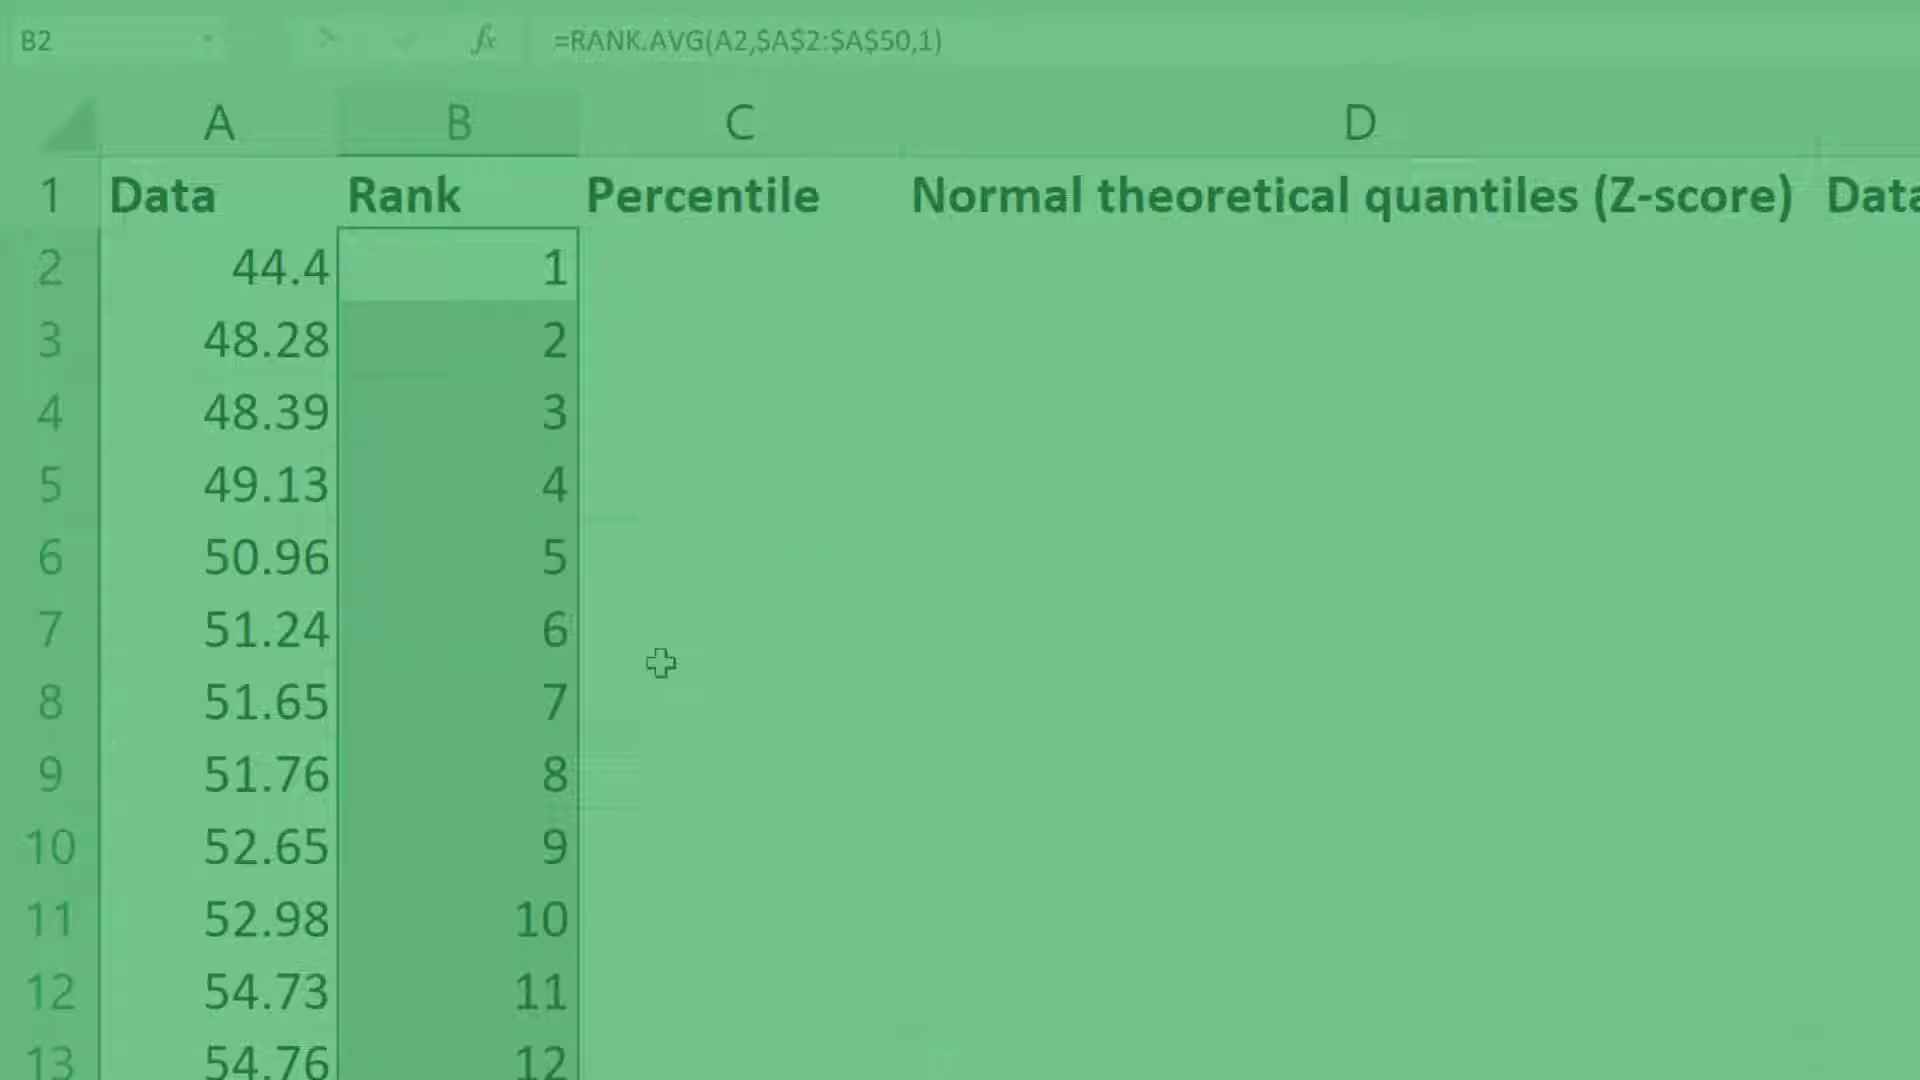 B2 fx =RANK.AVG(A2,$A$2:$A$50,1)
A B C D
1 Data Rank Percentile Normal theoretical quantiles (Z-score) Data
2 44.4 1
3 48.28 2
4 48.39 3
5 49.13 4
6 50.96 5
7 51.24 6
8 51.65 7
9 51.76 8
10 52.65 9
11 52.98 10
12 54.73 11
13 54.76 12